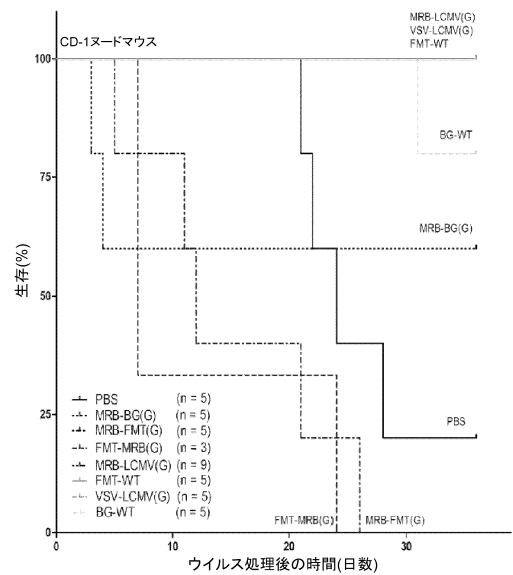 MRB-LCMV(G)
VSV-LCMV(G)
FMT-WT
CD-1ヌードマウス
100
BG-WT
75
MRB-BG(G)
生存(%)
50
25
PBS
PBS (n = 5)
MRB-BG(G) (n = 5)
MRB-FMT(G) (n = 5)
FMT-MRB(G) (n = 3)
MRB-LCMV(G) (n = 9)
FMT-WT (n = 5)
VSV-LCMV(G) (n = 5)
BG-WT (n = 5)
FMT-MRB(G) MRB-FMT(G)
0
0 10 20 30
ウイルス処理後の時間(日数)